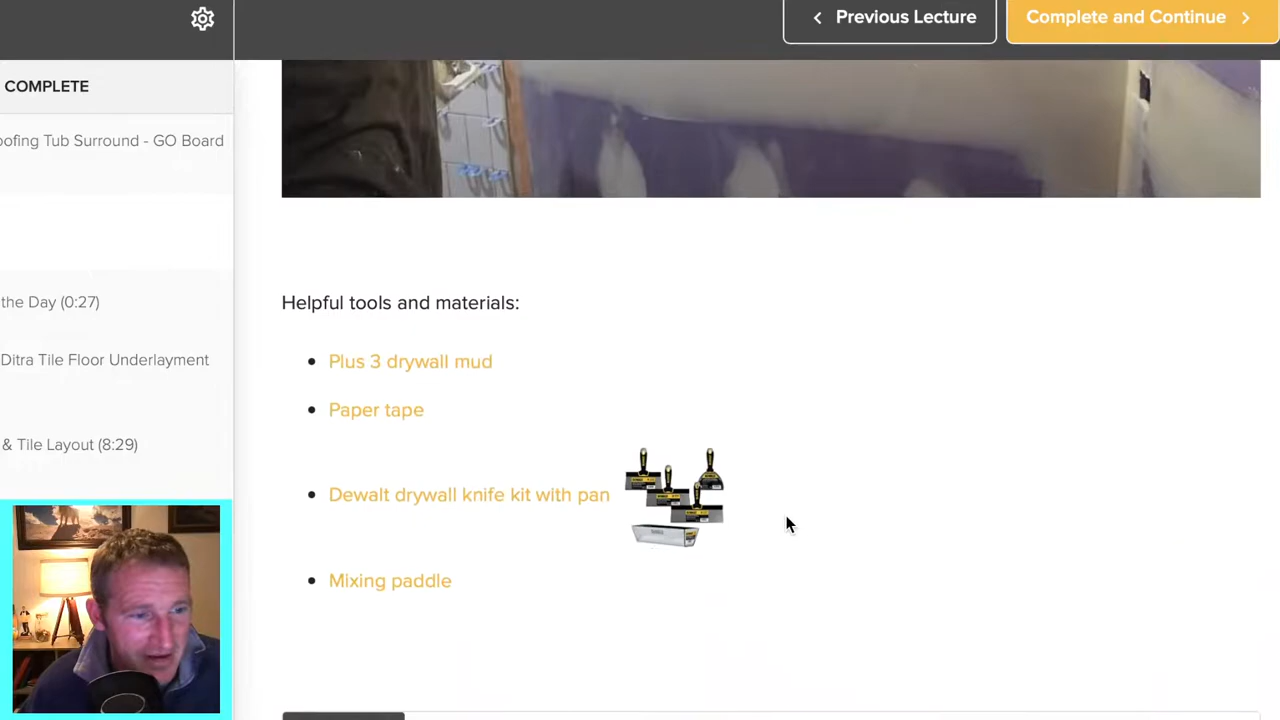 Previous Lecture
Complete and Continue
COMPLETE
oofing Tub Surround - GO Board
the Day (0:27)
Ditra Tile Floor Underlayment
& Tile Layout (8:29)
Helpful tools and materials:
Plus 3 drywall mud
Paper tape
Dewalt drywall knife kit with pan
Mixing paddle